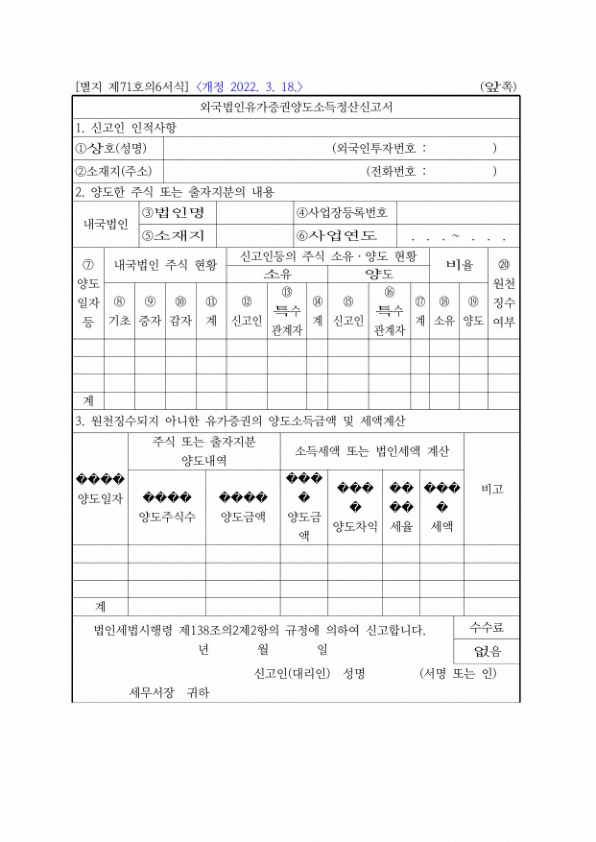 [별지 제71호의6서식] <개정 2022. 3. 18.> (앞쪽)
외국법인유가증권양도소득정산신고서
1. 신고인 인적사항
①상호(성명) (외국인투자번호 : )
②소재지(주소) (전화번호 : )
2. 양도한 주식 또는 출자지분의 내용
내국법인 ③법인명 ④사업장등록번호
⑤소재지 ⑥사업연도 . . . ~ . . .
⑦ 양도 일자 등
내국법인 주식 현황
신고인등의 주식 소유·양도 현황
소유 양도
비율
⑳ 원천 징수 여부
⑧ 기초
⑨ 증자
⑩ 감자
⑪ 계
⑫ 신고인
⑬ 특수 관계자
⑭ 계
⑮ 신고인
⑯ 특수 관계자
⑰ 계
⑱ 소유
⑲ 양도
계
3. 원천징수되지 아니한 유가증권의 양도소득금액 및 세액계산
���� 양도일자
주식 또는 출자지분
양도내역
소득세액 또는 법인세액 계산
비고
���� 양도주식수
���� 양도금액
���� 양도금액
���� 양도차익
���� 세율
���� 세액
계
법인세법시행령 제138조의2제2항의 규정에 의하여 신고합니다.
수수료
년 월 일
없음
신고인(대리인) 성명 (서명 또는 인)
세무서장 귀하